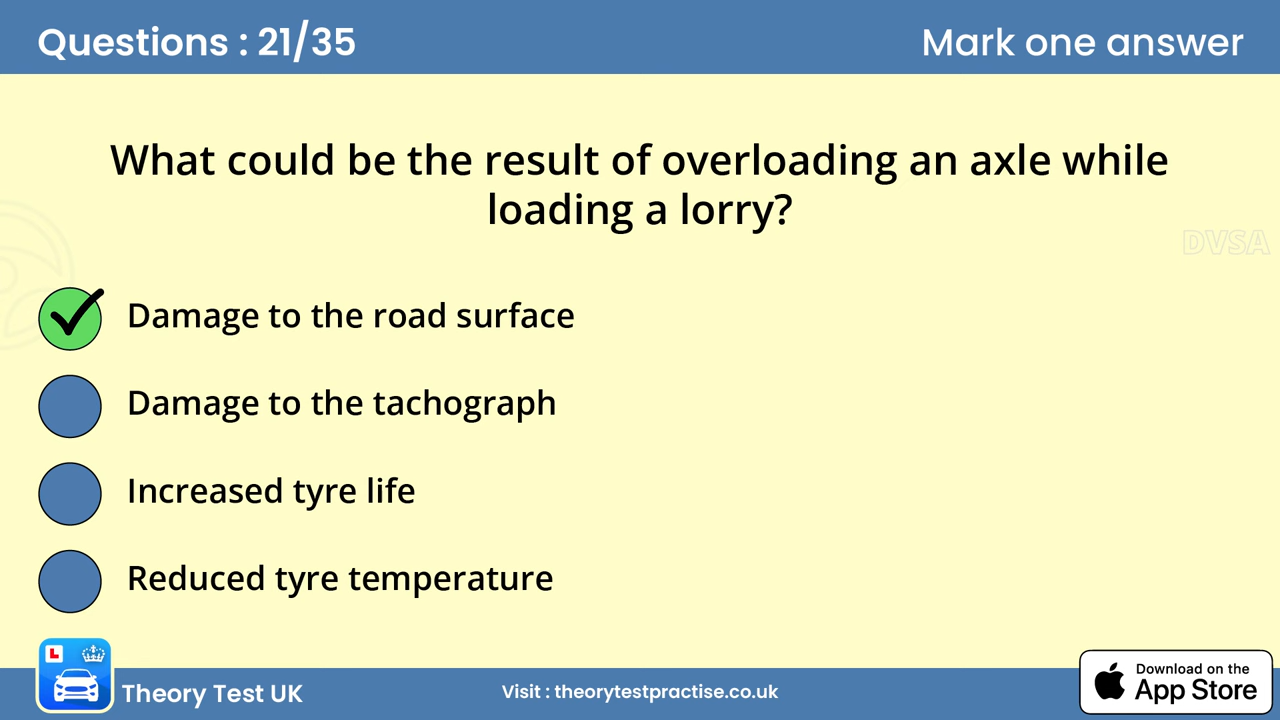 Questions : 21/35
Mark one answer
What could be the result of overloading an axle while
loading a lorry?
DVSA
Damage to the road surface
Damage to the tachograph
Increased tyre life
Reduced tyre temperature
L
Theory Test UK
Visit : theorytestpractise.co.uk
Download on the
App Store